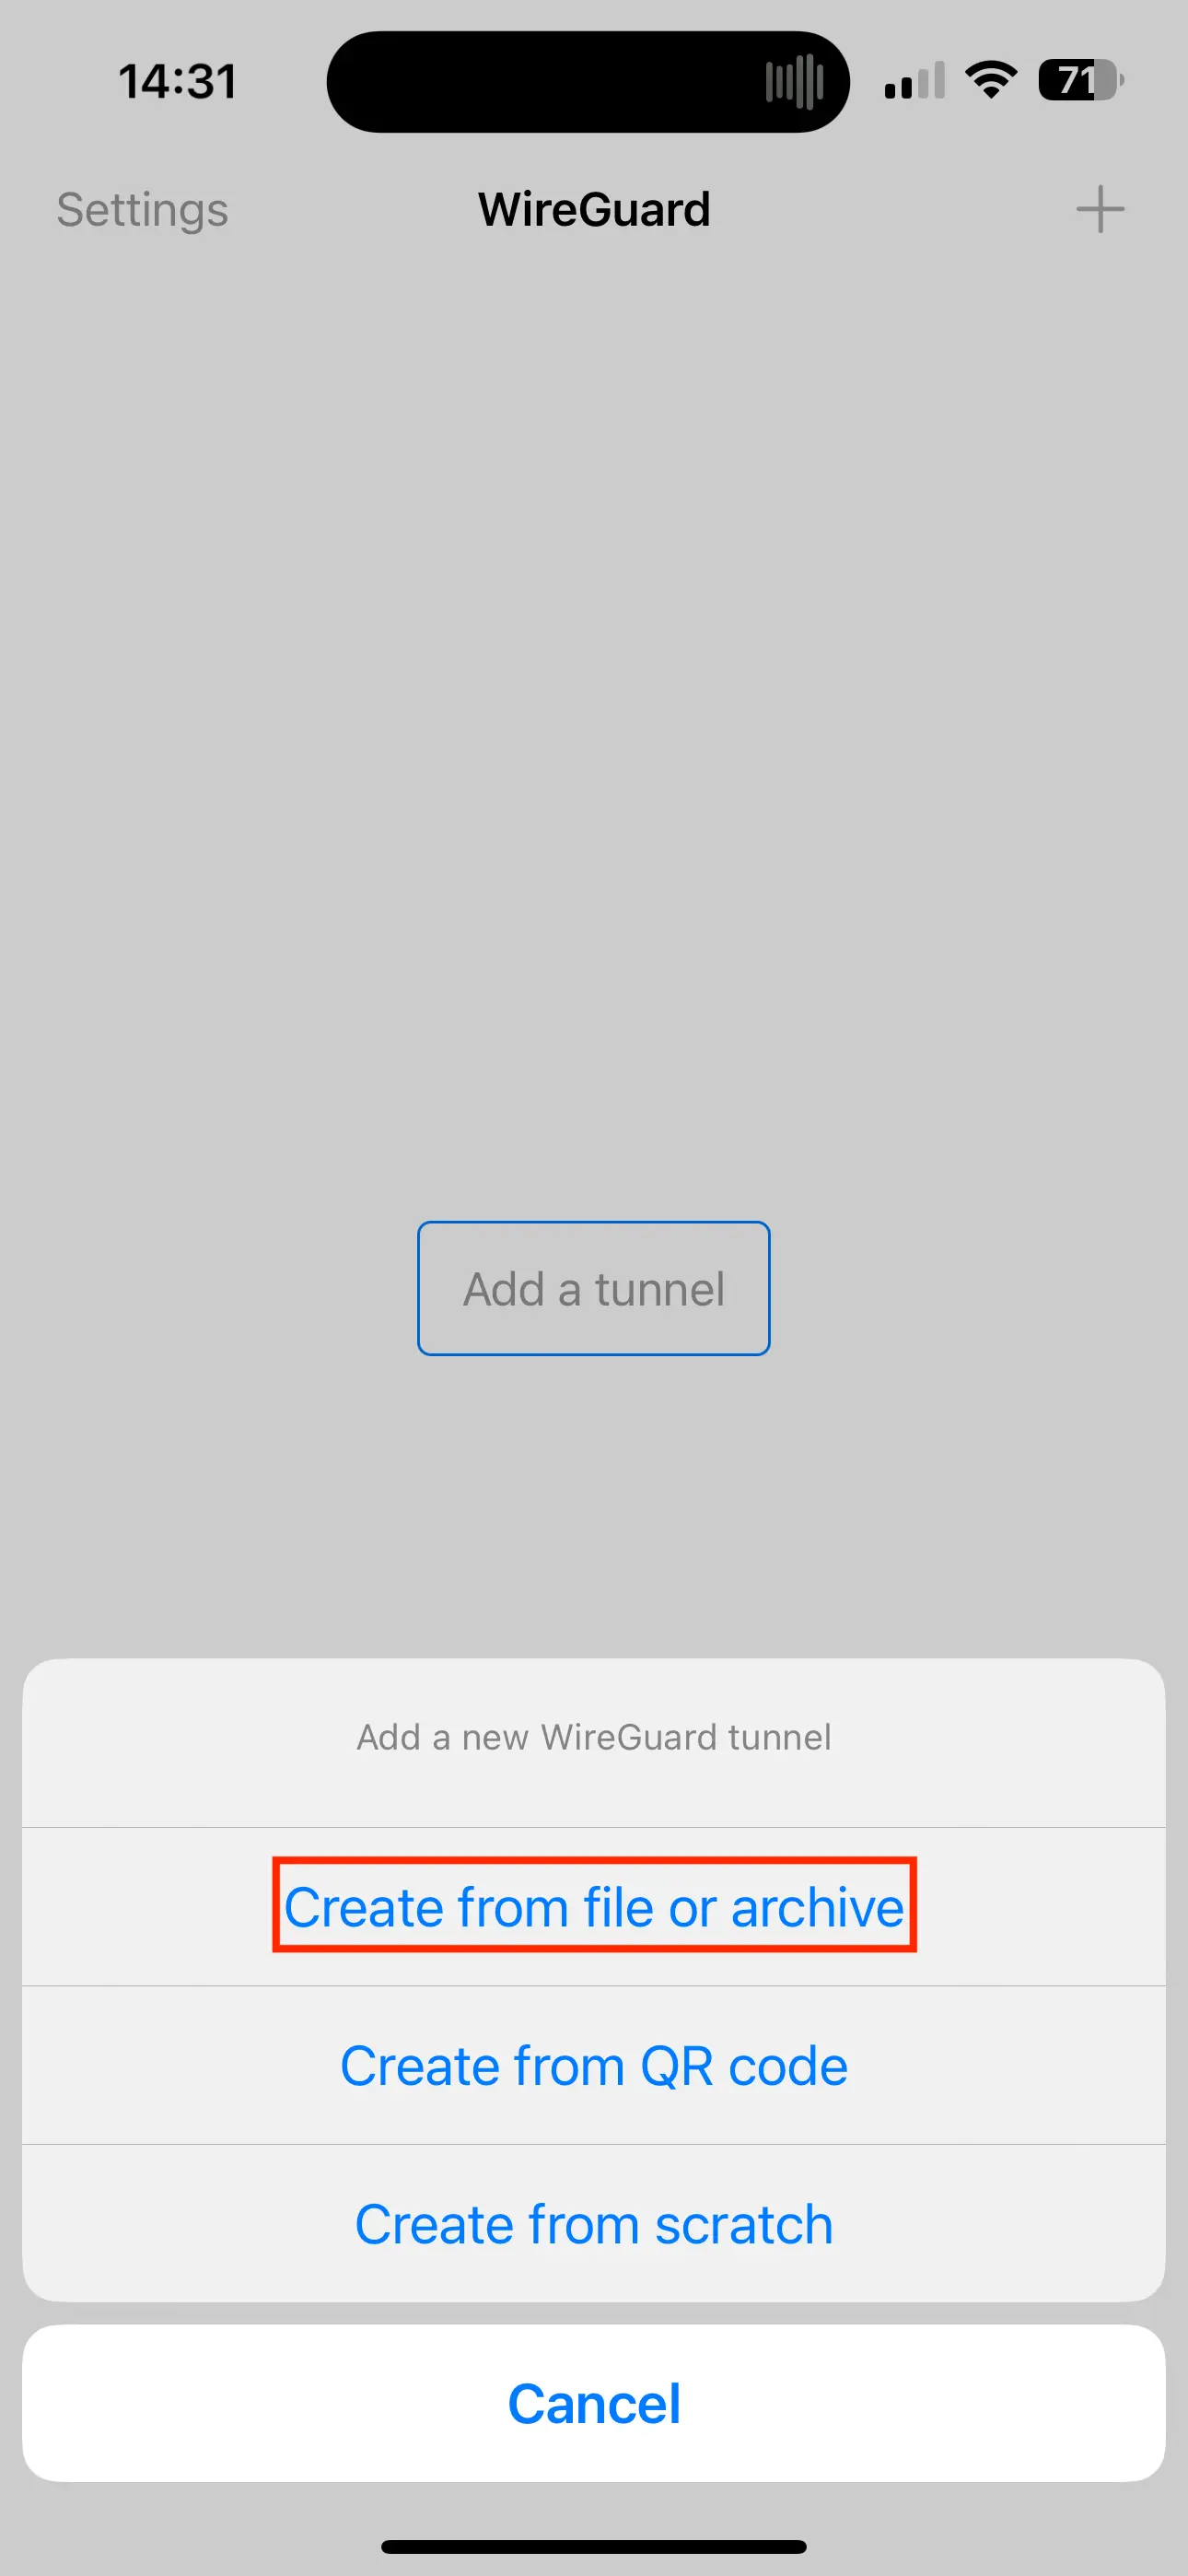 14:31
71
Settings
WireGuard
Add a tunnel
Add a new WireGuard tunnel
Create from file or archive
Create from QR code
Create from scratch
Cancel